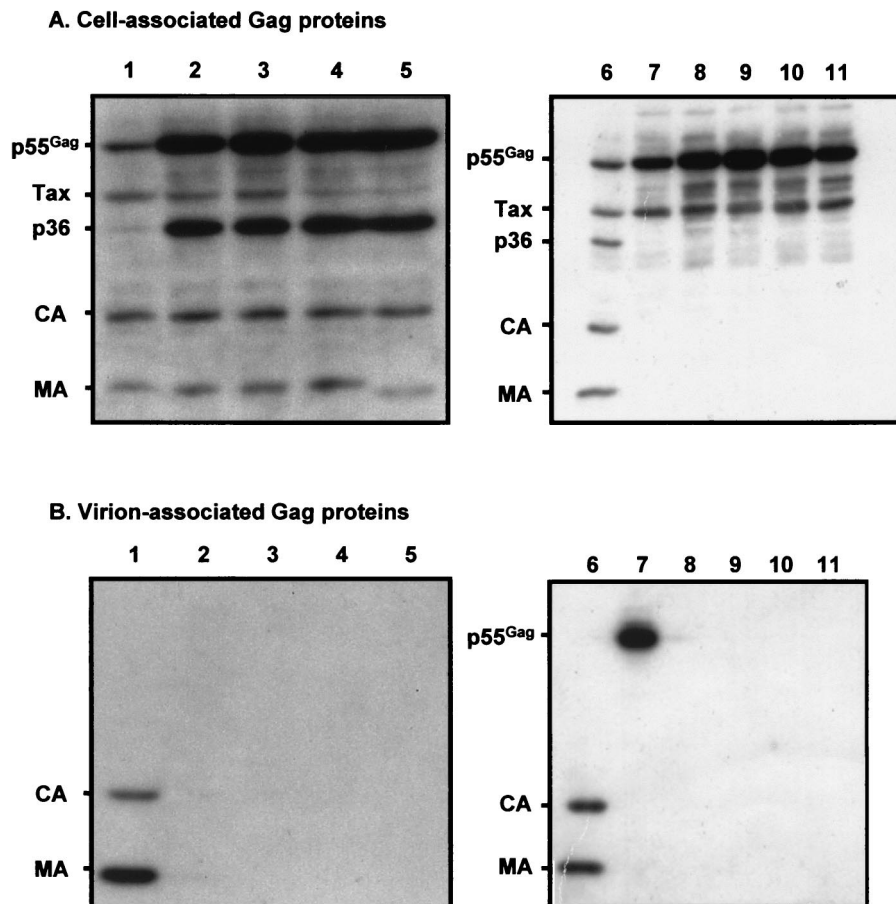 A. Cell-associated Gag proteins
1 2 3 4 5
p55Gag
Tax
p36
CA
MA
6 7 8 9 10 11
p55Gag
Tax
p36
CA
MA
B. Virion-associated Gag proteins
1 2 3 4 5
CA
MA
6 7 8 9 10 11
p55Gag
CA
MA